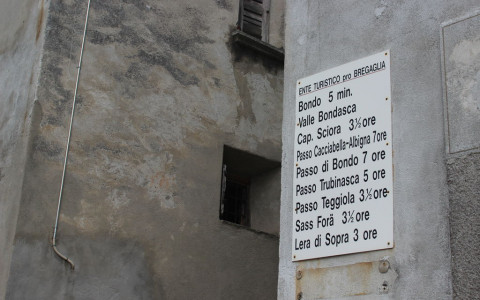 ENTE TURISTICO pro BREGAGLIA
Bondo 5 min.
Valle Bondasca
Cap. Sciora 3½ ore
Passo Cacciabella-Albigna 7 ore
Passo di Bondo 7 ore
Passo Trubinasca 5 ore
Passo Teggiola 3½ ore
Sass Forä 3½ ore
Lera di Sopra 3 ore